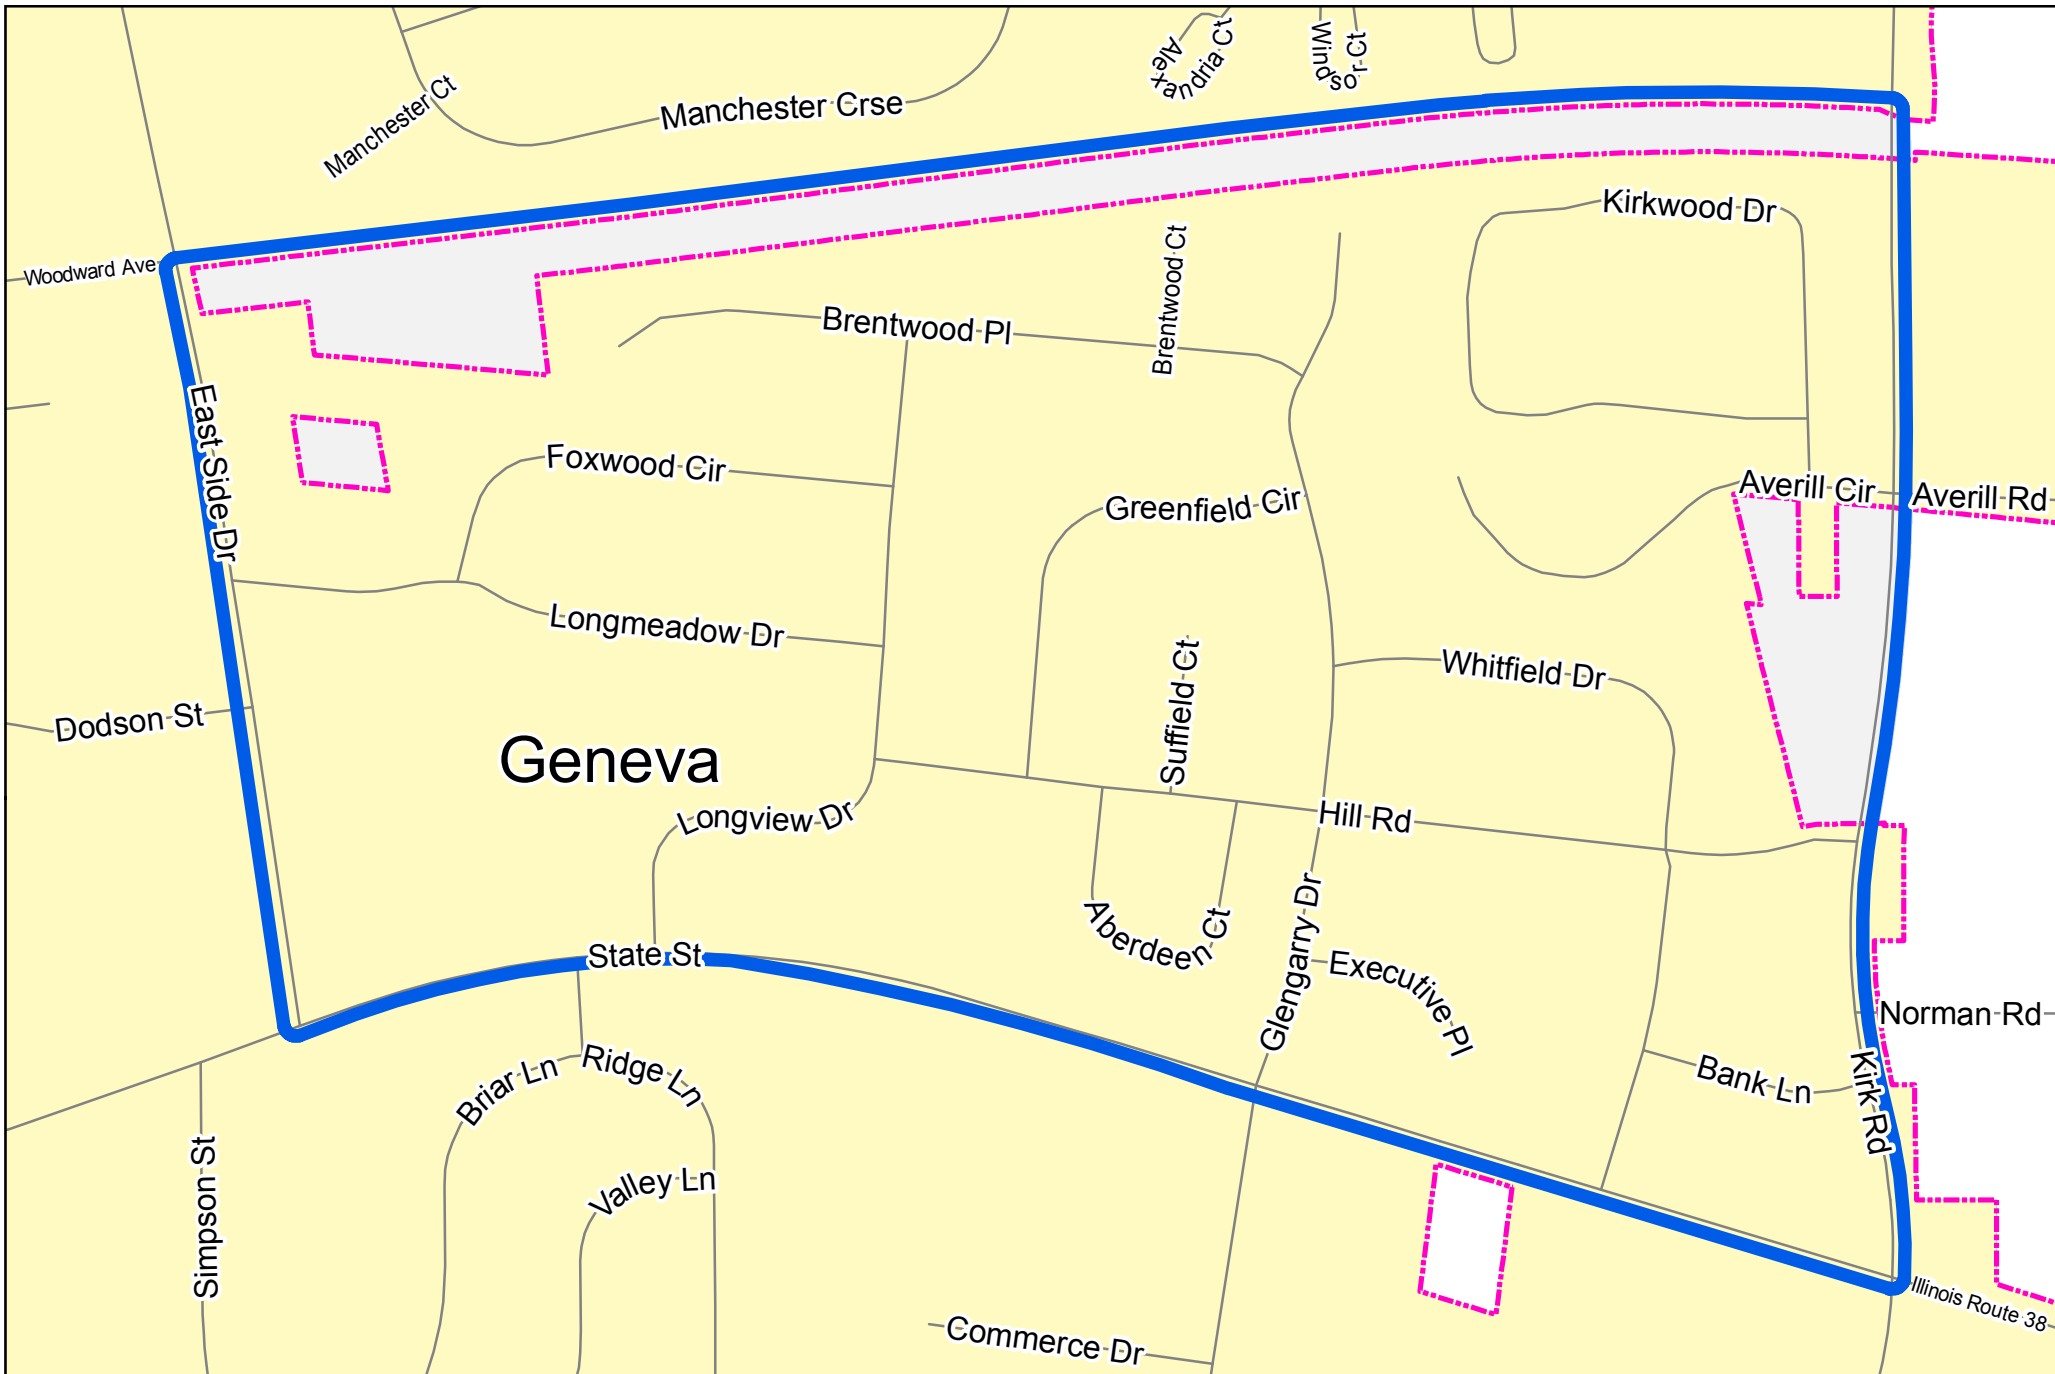 Alexandria Ct
Windsor Ct
Manchester Ct
Manchester Crse
Kirkwood Dr
Woodward Ave
Brentwood Ct
Brentwood Pl
East Side Dr
Foxwood Cir
Greenfield Cir
Averill Cir
Averill Rd
Longmeadow Dr
Suffield Ct
Whitfield Dr
Dodson St
Geneva
Longview Dr
Hill Rd
Aberdeen Ct
Glengarry Dr
State St
Executive Pl
Norman Rd
Briar Ln
Ridge Ln
Bank Ln
Kirk Rd
Simpson St
Valley Ln
Commerce Dr
Illinois Route 38